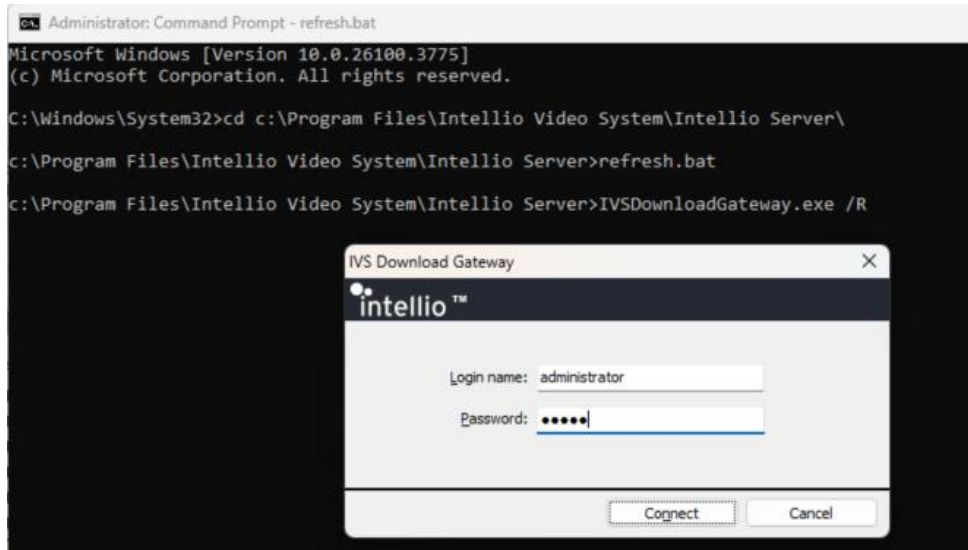 Administrator: Command Prompt - refresh.bat
Microsoft Windows [Version 10.0.26100.3775]
(c) Microsoft Corporation. All rights reserved.
C:\Windows\System32>cd c:\Program Files\Intellio Video System\Intellio Server\
c:\Program Files\Intellio Video System\Intellio Server>refresh.bat
c:\Program Files\Intellio Video System\Intellio Server>IVSDownloadGateway.exe /R
IVS Download Gateway
intellio™
Login name: administrator
Password: •••••
Connect Cancel